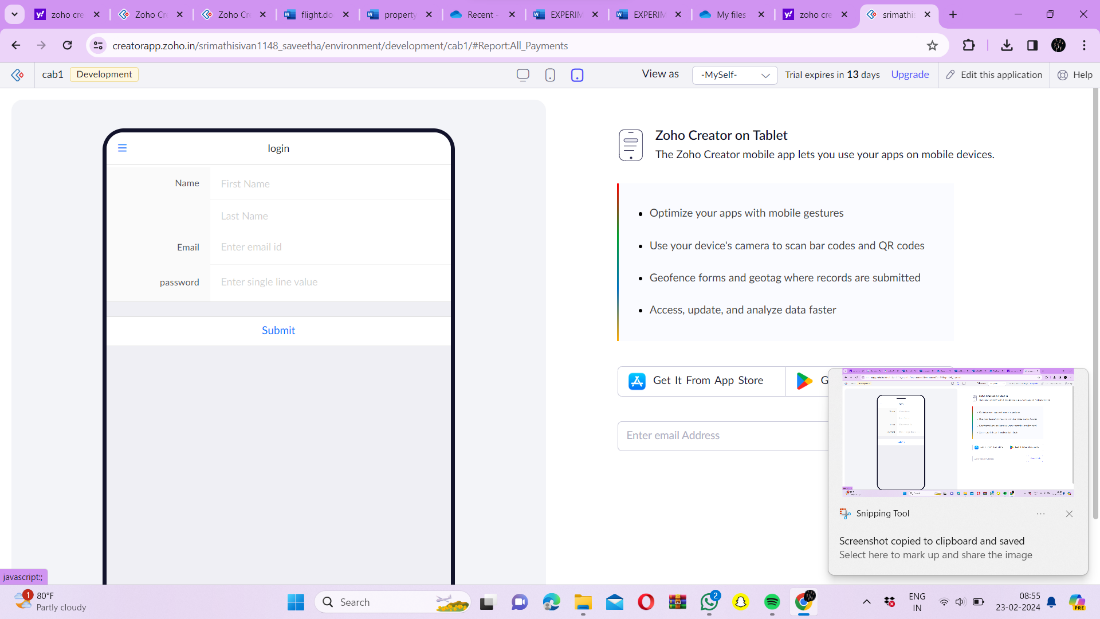 zoho cre
Zoho Cr
Zoho Cr
flight.do
property
Recent -
EXPERIM
EXPERIM
My files
zoho cre
srimathis
creatorapp.zoho.in/srimathisivan1148_saveetha/environment/development/cab1/#Report:All_Payments
cab1
Development
View as
-MySelf-
Trial expires in 13 days
Upgrade
Edit this application
Help
login
Name
First Name
Last Name
Email
Enter email id
password
Enter single line value
Submit
Zoho Creator on Tablet
The Zoho Creator mobile app lets you use your apps on mobile devices.
Optimize your apps with mobile gestures
Use your device's camera to scan bar codes and QR codes
Geofence forms and geotag where records are submitted
Access, update, and analyze data faster
Get It From App Store
G
Enter email Address
Snipping Tool
Screenshot copied to clipboard and saved
Select here to mark up and share the image
javascript:;
1
80°F
Partly cloudy
Search
2
ENG
IN
08:55
23-02-2024
PRE